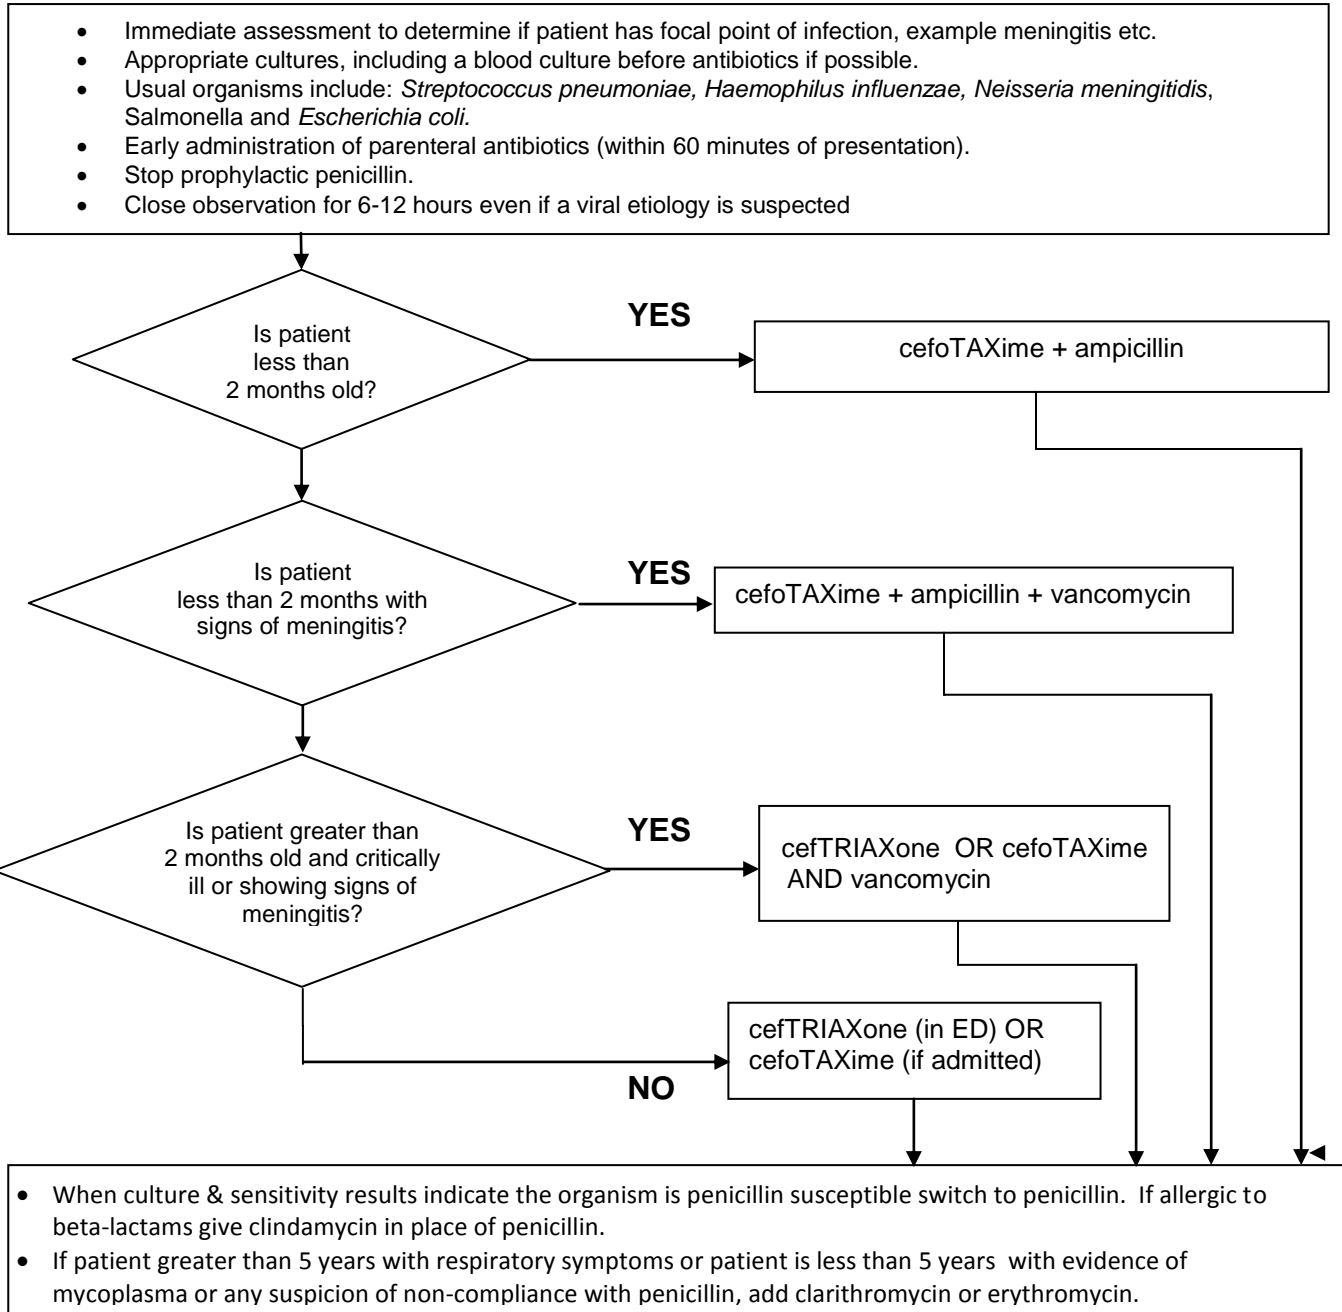 • Immediate assessment to determine if patient has focal point of infection, example meningitis etc.
• Appropriate cultures, including a blood culture before antibiotics if possible.
• Usual organisms include: Streptococcus pneumoniae, Haemophilus influenzae, Neisseria meningitidis,
Salmonella and Escherichia coli.
• Early administration of parenteral antibiotics (within 60 minutes of presentation).
• Stop prophylactic penicillin.
• Close observation for 6-12 hours even if a viral etiology is suspected
Is patient
less than
2 months old?
YES
cefoTAXime + ampicillin
Is patient
less than 2 months with
signs of meningitis?
YES
cefoTAXime + ampicillin + vancomycin
Is patient greater than
2 months old and critically
ill or showing signs of
meningitis?
YES
cefTRIAXone OR cefoTAXime
AND vancomycin
NO
cefTRIAXone (in ED) OR
cefoTAXime (if admitted)
• When culture & sensitivity results indicate the organism is penicillin susceptible switch to penicillin. If allergic to
beta-lactams give clindamycin in place of penicillin.
• If patient greater than 5 years with respiratory symptoms or patient is less than 5 years with evidence of
mycoplasma or any suspicion of non-compliance with penicillin, add clarithromycin or erythromycin.